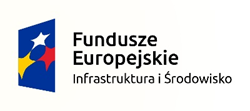 Fundusze
Europejskie
Infrastruktura i Środowisko